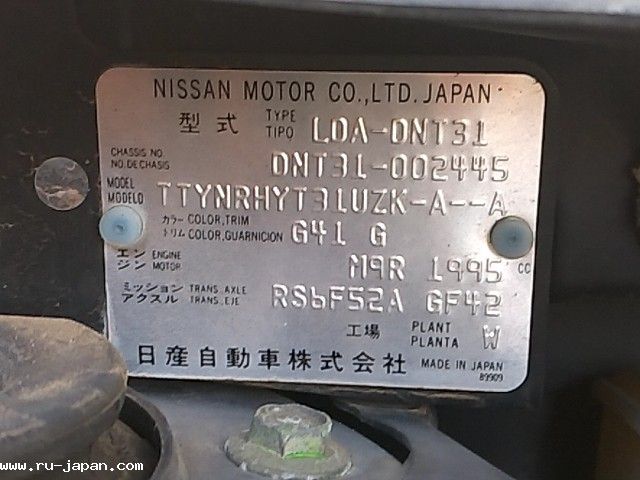 NISSAN MOTOR CO.,LTD. JAPAN
型式 TYPE TIPO LDA-DNT31
CHASSIS NO. NO. DE CHASIS DNT31-002445
MODEL MODELO TTYNRHYT31UZK-A--A
カラー COLOR,TRIM トリム COLOR,GUARNICION G41 G
エンジン ENGINE MOTOR M9R 1995 CC
ミッション TRANS. AXLE アクスル TRANS. EJE RS6F52A GF42
工場 PLANT PLANTA W
日産自動車株式会社 MADE IN JAPAN
89909
www.ru-japan.com